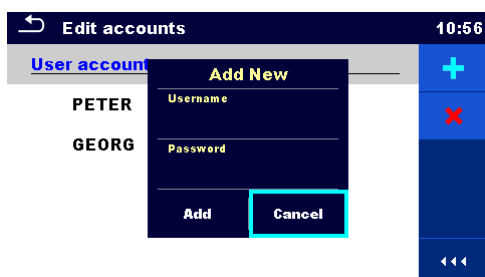 Edit accounts
10:56
User account
Add New
PETER
Username
GEORG
Password
Add
Cancel